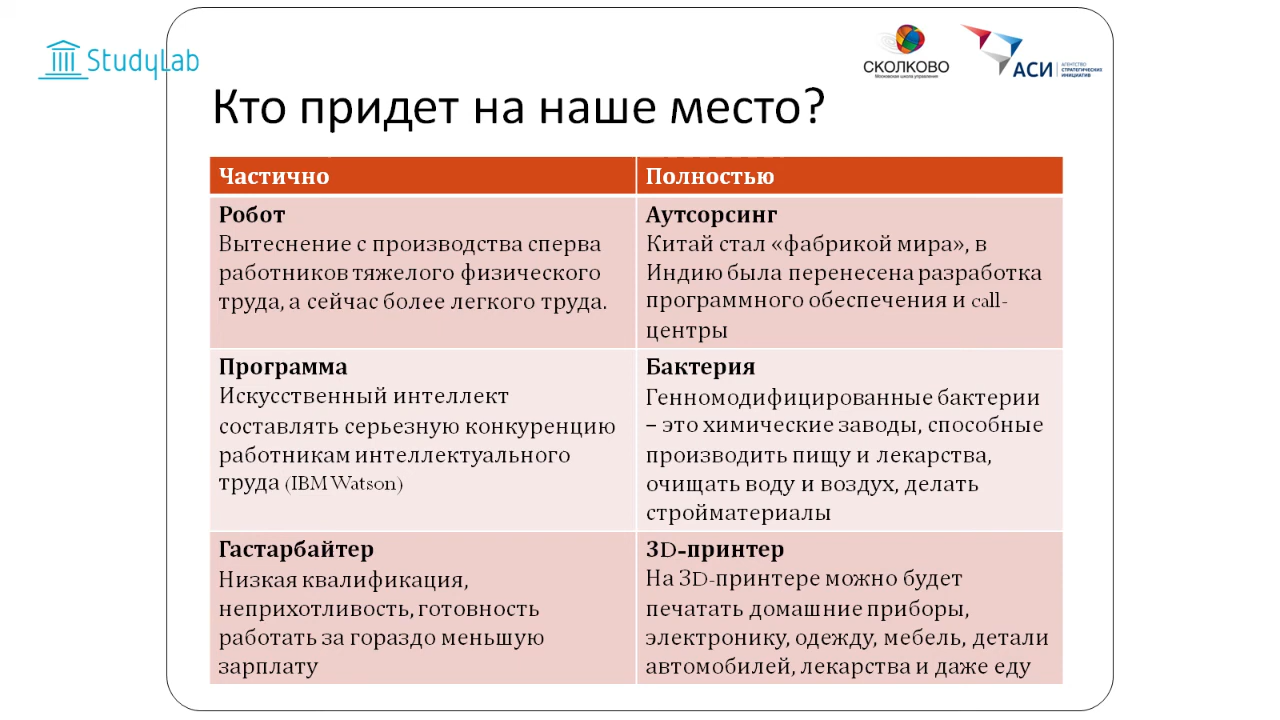 StudyLab
СКОЛКОВО
Московская школа управления
АСИ
АГЕНТСТВО
СТРАТЕГИЧЕСКИХ
ИНИЦИАТИВ
Кто придет на наше место?
Частично
Полностью
Робот
Вытеснение с производства сперва
работников тяжелого физического
труда, а сейчас более легкого труда.
Аутсорсинг
Китай стал «фабрикой мира», в
Индию была перенесена разработка
программного обеспечения и call-
центры
Программа
Искусственный интеллект
составлять серьезную конкуренцию
работникам интеллектуального
труда (IBM Watson)
Бактерия
Генномодифицированные бактерии
– это химические заводы, способные
производить пищу и лекарства,
очищать воду и воздух, делать
стройматериалы
Гастарбайтер
Низкая квалификация,
неприхотливость, готовность
работать за гораздо меньшую
зарплату
3D-принтер
На 3D-принтере можно будет
печатать домашние приборы,
электронику, одежду, мебель, детали
автомобилей, лекарства и даже еду